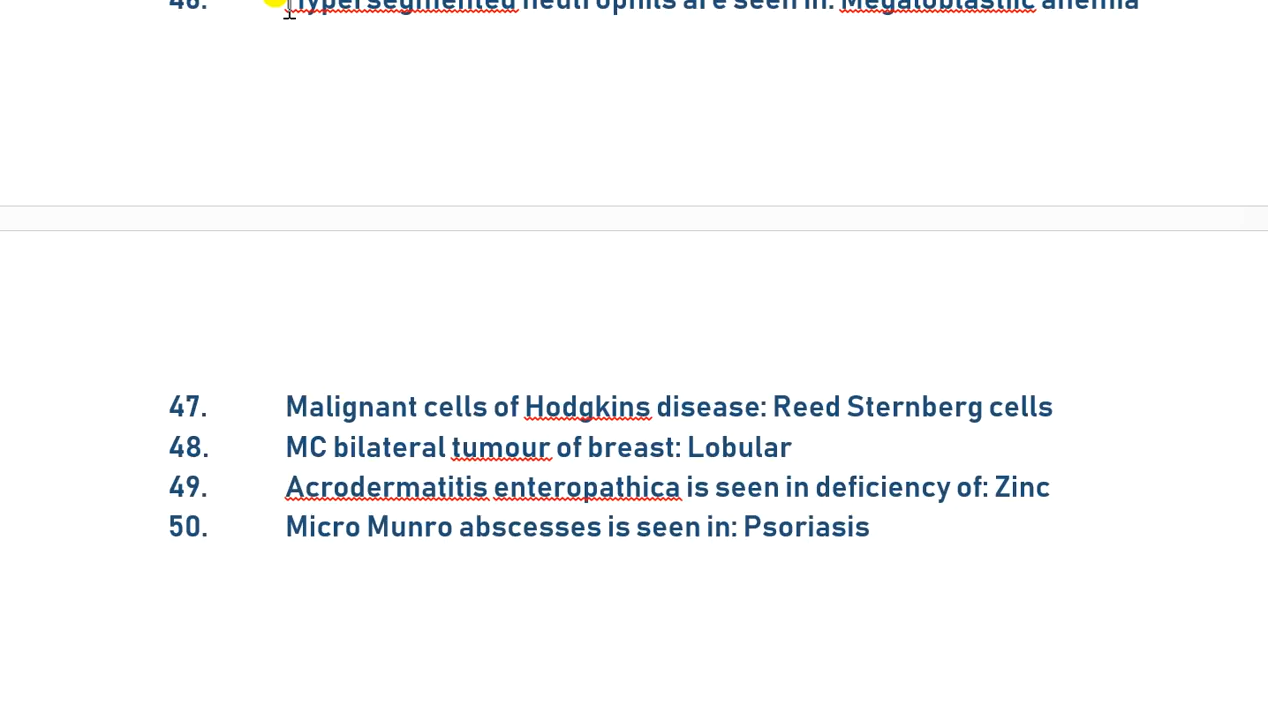 46. Hypersegmented neutrophils are seen in: Megaloblastic anemia
47. Malignant cells of Hodgkins disease: Reed Sternberg cells
48. MC bilateral tumour of breast: Lobular
49. Acrodermatitis enteropathica is seen in deficiency of: Zinc
50. Micro Munro abscesses is seen in: Psoriasis